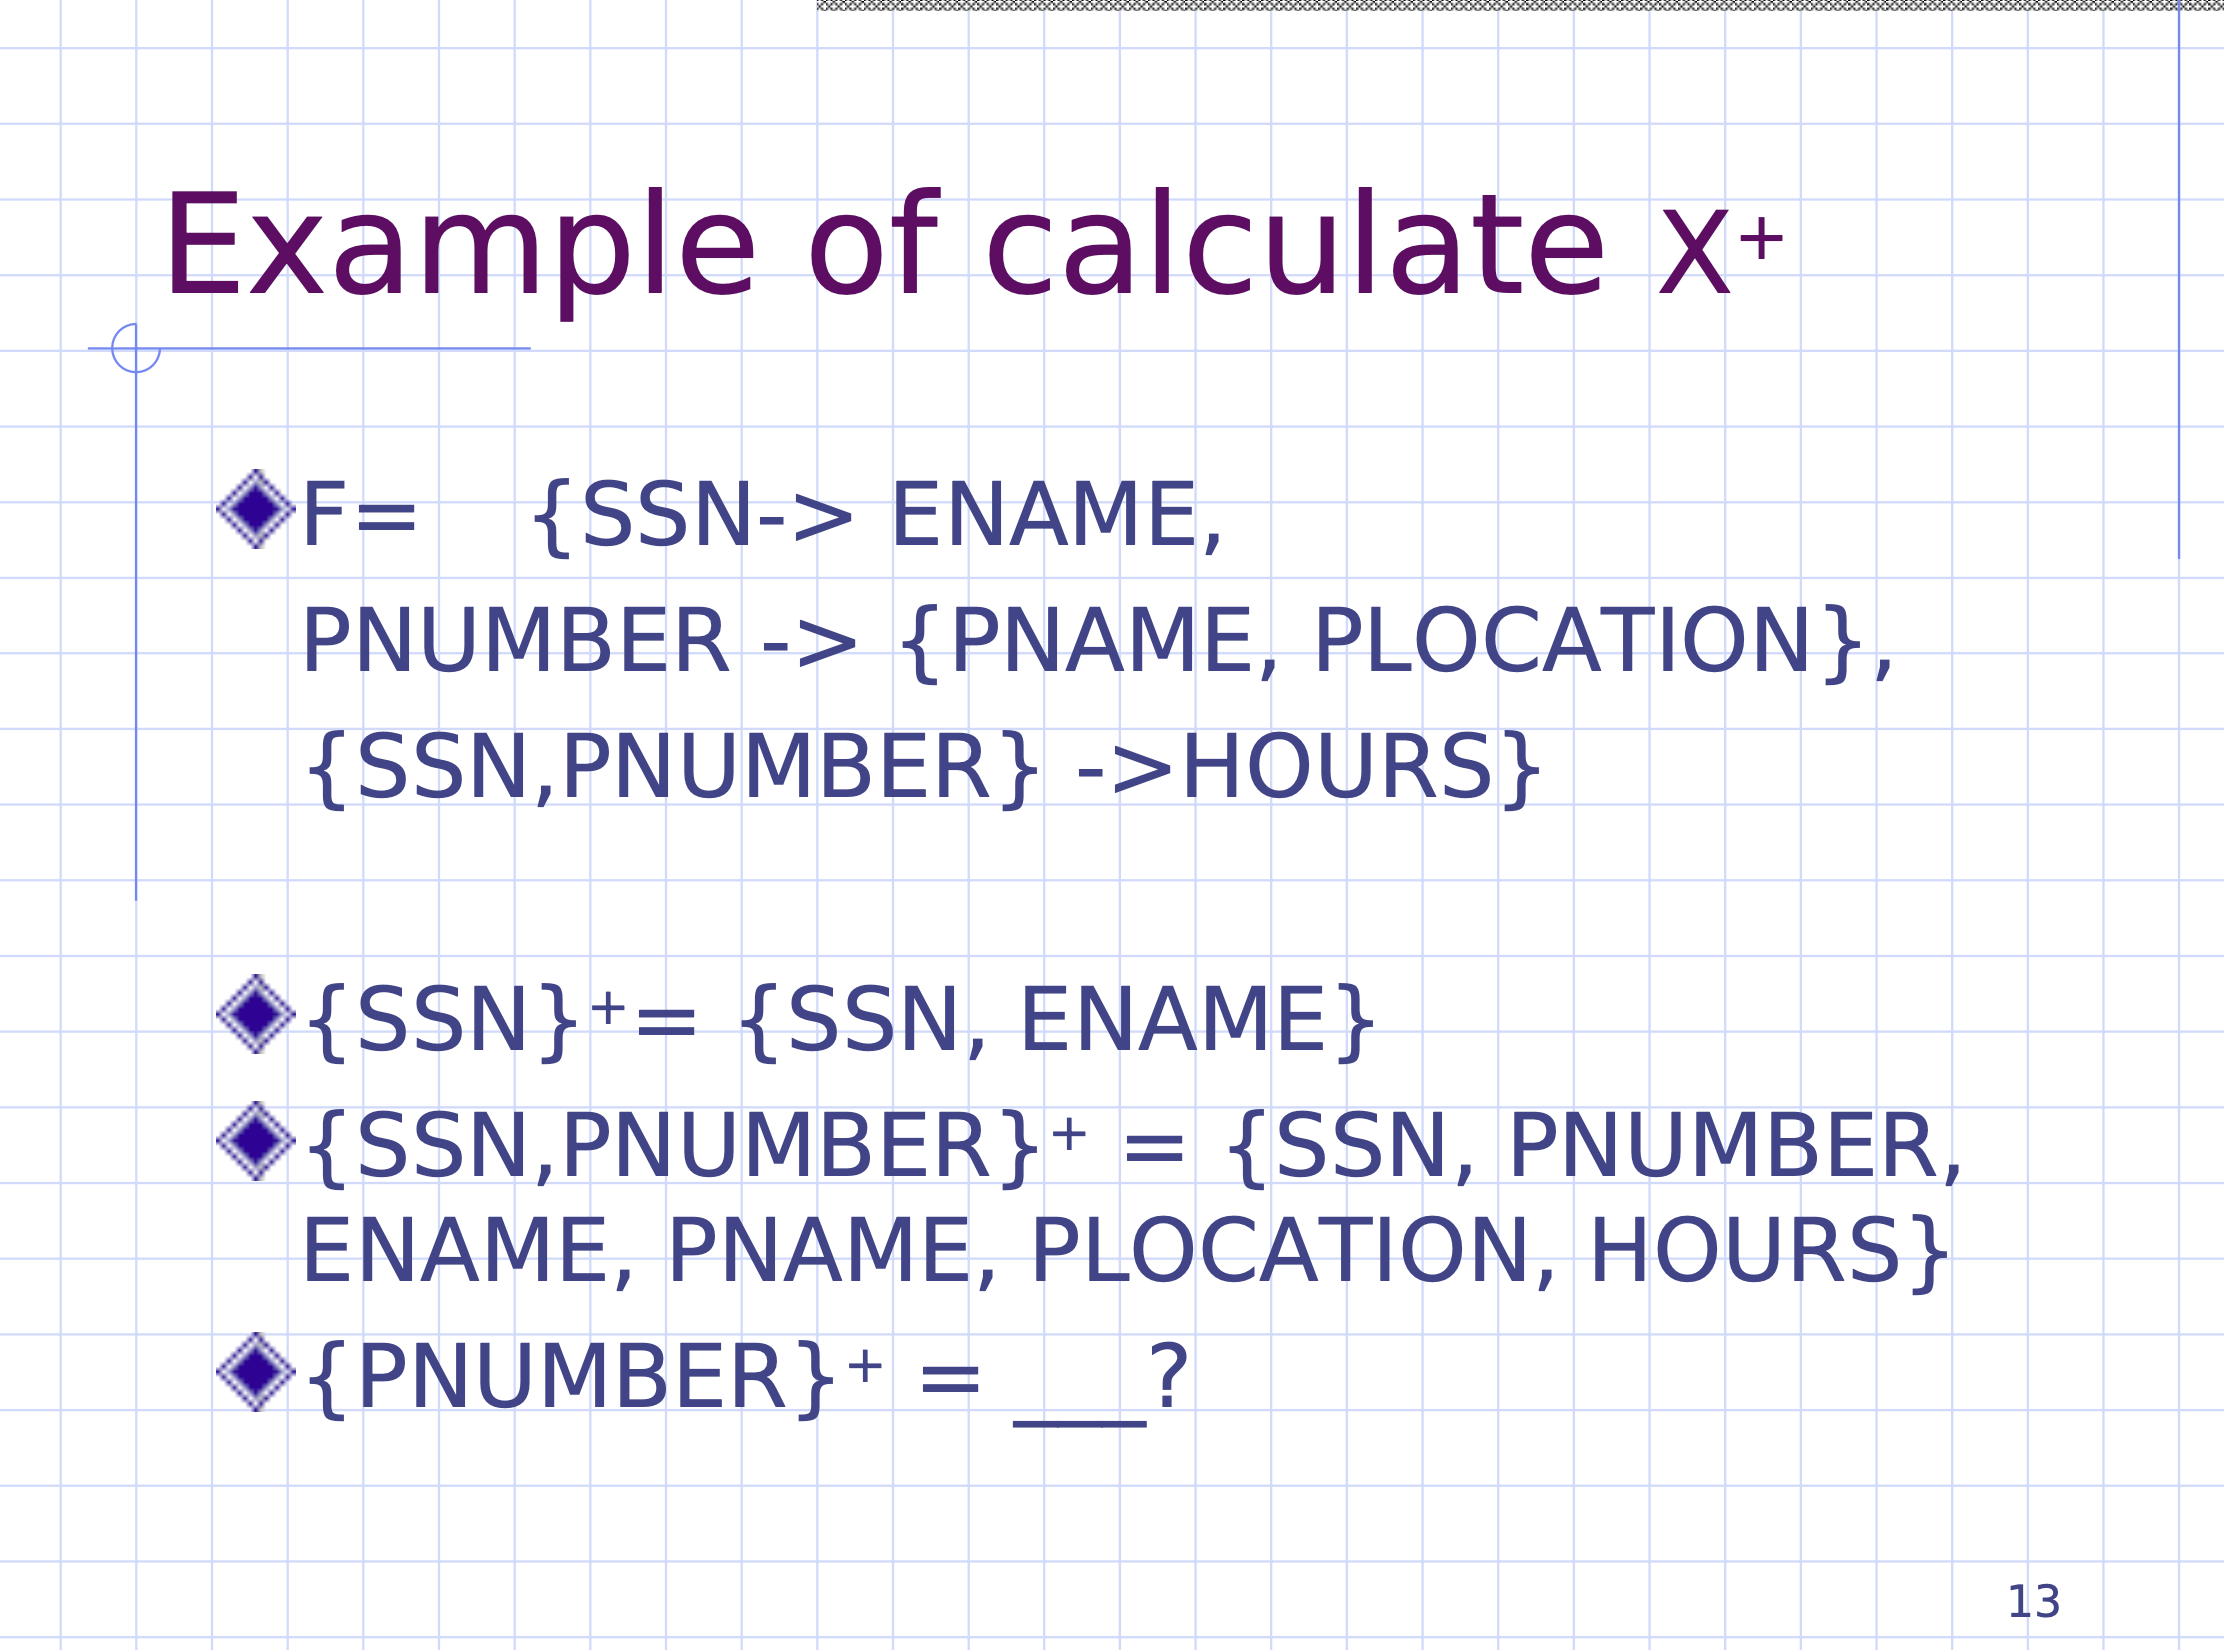 Example of calculate x⁺
F= {SSN-> ENAME,
PNUMBER -> {PNAME, PLOCATION},
{SSN,PNUMBER} ->HOURS}
{SSN}⁺= {SSN, ENAME}
{SSN,PNUMBER}⁺ = {SSN, PNUMBER,
ENAME, PNAME, PLOCATION, HOURS}
{PNUMBER}⁺ = ___?
13